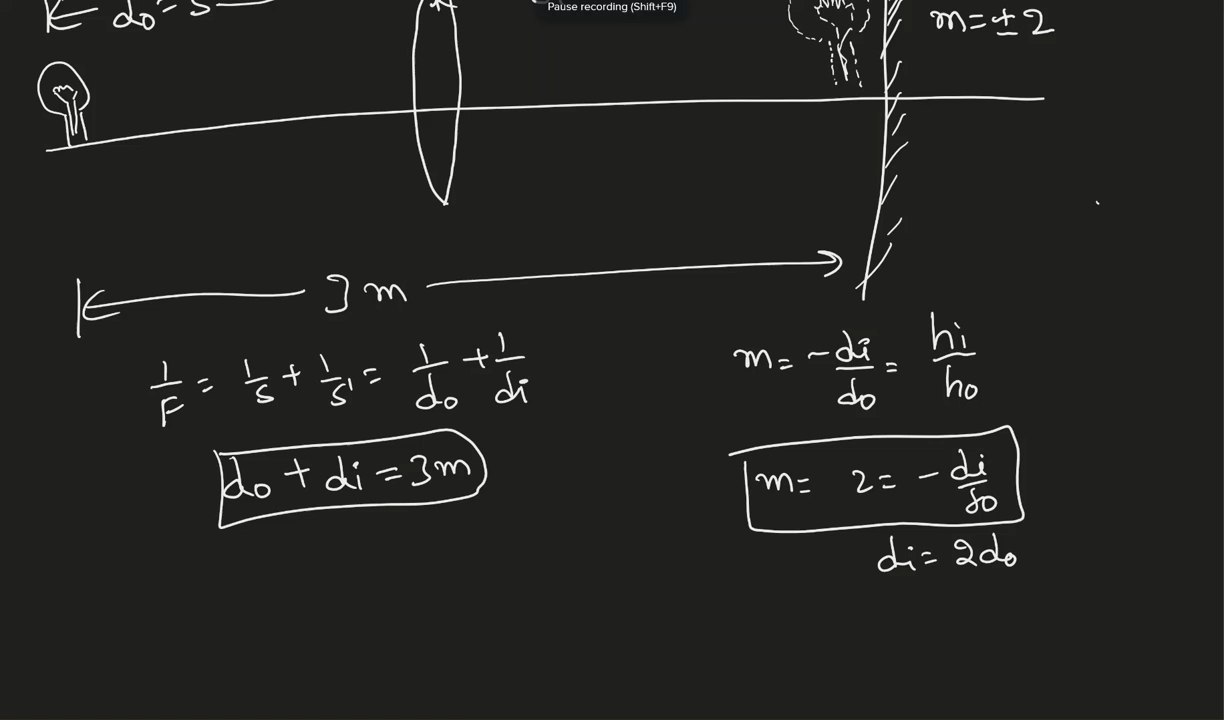 Pause recording (Shift+F9)
do = s
m = ± 2
3 m
1/F = 1/s + 1/s' = 1/do + 1/di
m = - di/do = hi/ho
do + di = 3m
m = 2 = - di/do
di = 2do